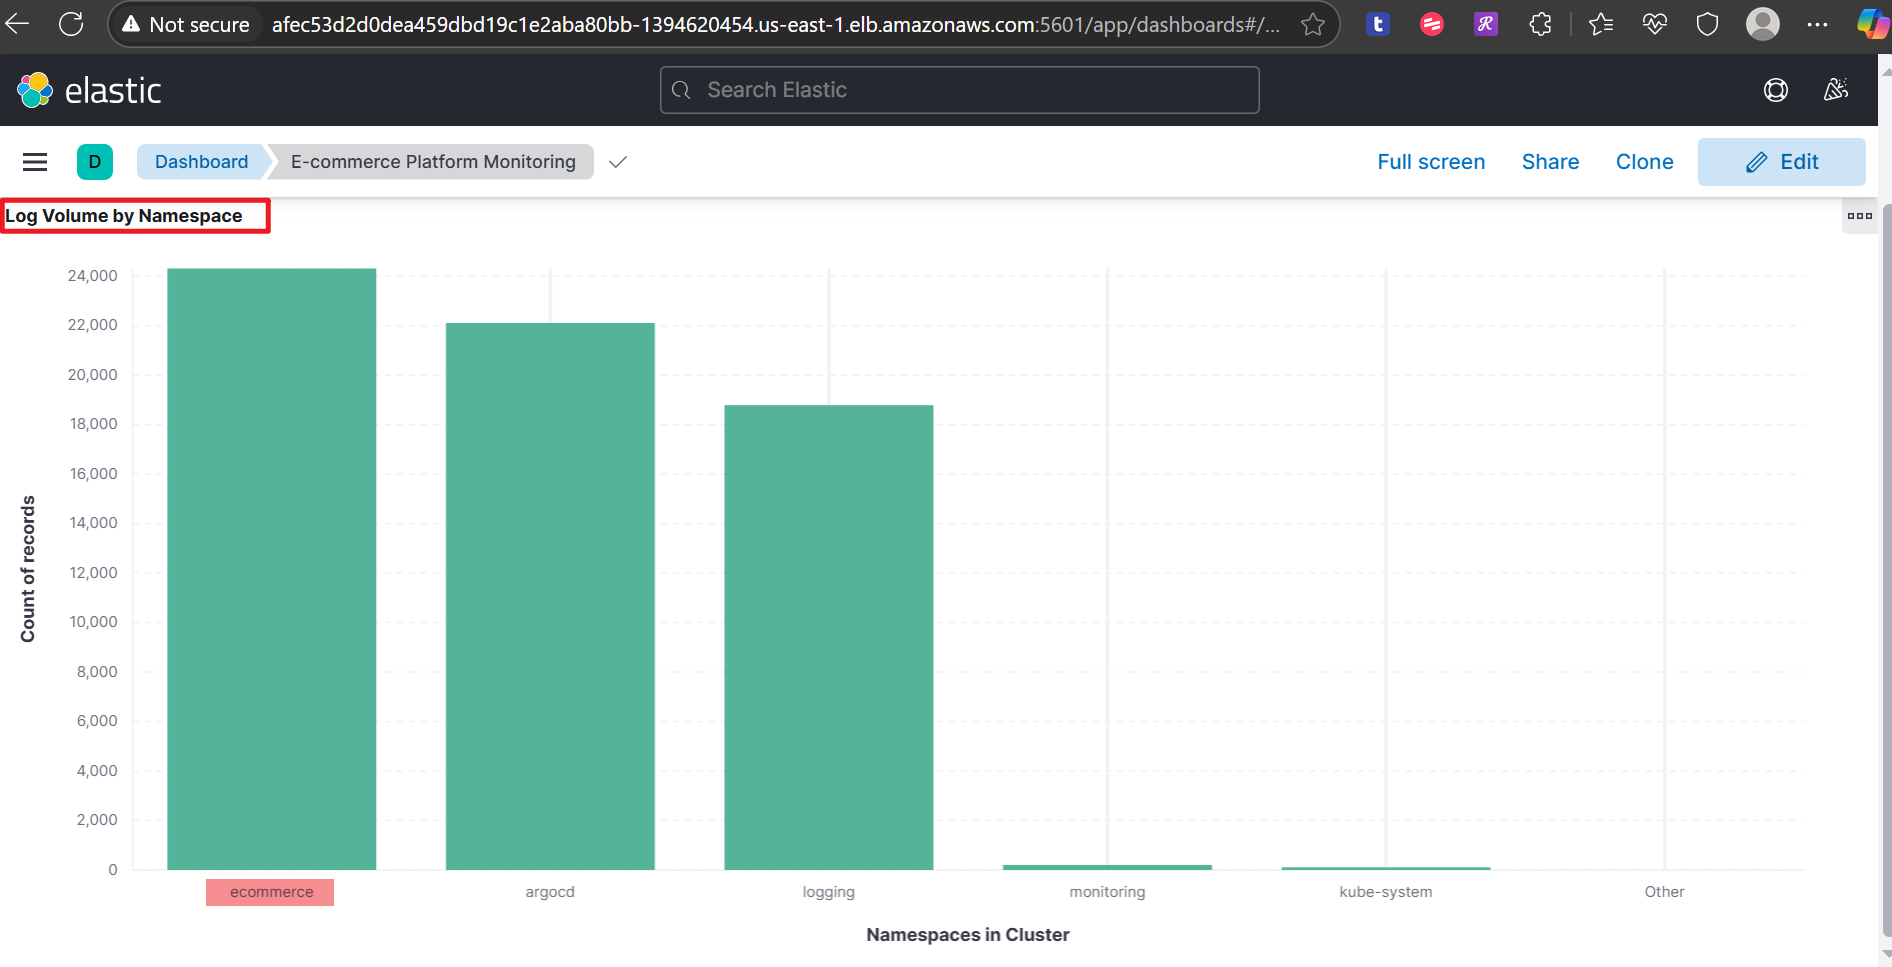 Not secure afec53d2d0dea459dbd19c1e2aba80bb-1394620454.us-east-1.elb.amazonaws.com:5601/app/dashboards#/...
elastic
Search Elastic
D
Dashboard
E-commerce Platform Monitoring
Full screen
Share
Clone
Edit
Log Volume by Namespace
Count of records
24,000
22,000
20,000
18,000
16,000
14,000
12,000
10,000
8,000
6,000
4,000
2,000
0
ecommerce
argocd
logging
monitoring
kube-system
Other
Namespaces in Cluster